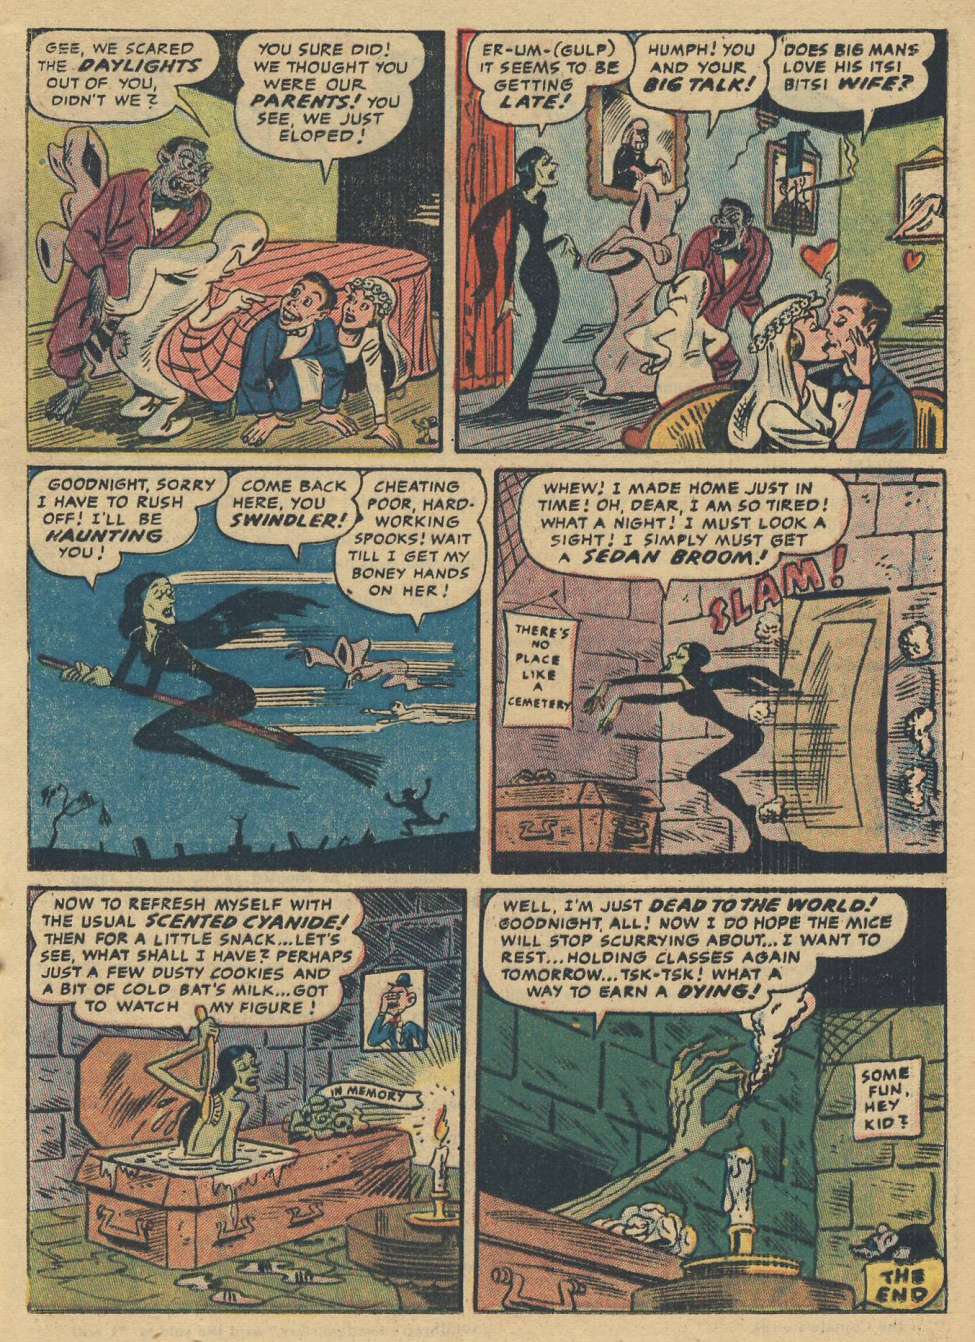 GEE, WE SCARED
THE DAYLIGHTS
OUT OF YOU,
DIDN'T WE?
YOU SURE DID!
WE THOUGHT YOU
WERE OUR
PARENTS! YOU
SEE, WE JUST
ELOPED!
ER-UM-(GULP)
IT SEEMS TO BE
GETTING
LATE!
HUMPH! YOU
AND YOUR
BIG TALK!
DOES BIG MANS
LOVE HIS ITSI
BITSI WIFE?
GOODNIGHT, SORRY
I HAVE TO RUSH
OFF! I'LL BE
HAUNTING
YOU!
COME BACK
HERE, YOU
SWINDLER!
CHEATING
POOR, HARD-
WORKING
SPOOKS! WAIT
TILL I GET MY
BONEY HANDS
ON HER!
WHEW! I MADE HOME JUST IN
TIME! OH, DEAR, I AM SO TIRED!
WHAT A NIGHT! I MUST LOOK A
SIGHT! I SIMPLY MUST GET
A SEDAN BROOM!
SLAM!
THERE'S
NO
PLACE
LIKE
A
CEMETERY
NOW TO REFRESH MYSELF WITH
THE USUAL SCENTED CYANIDE!
THEN FOR A LITTLE SNACK...LET'S
SEE, WHAT SHALL I HAVE? PERHAPS
JUST A FEW DUSTY COOKIES AND
A BIT OF COLD BAT'S MILK...GOT
TO WATCH MY FIGURE!
IN MEMORY
WELL, I'M JUST DEAD TO THE WORLD!
GOODNIGHT, ALL! NOW I DO HOPE THE MICE
WILL STOP SCURRYING ABOUT...I WANT TO
REST...HOLDING CLASSES AGAIN
TOMORROW...TSK-TSK! WHAT A
WAY TO EARN A DYING!
SOME
FUN,
HEY
KID?
THE
END